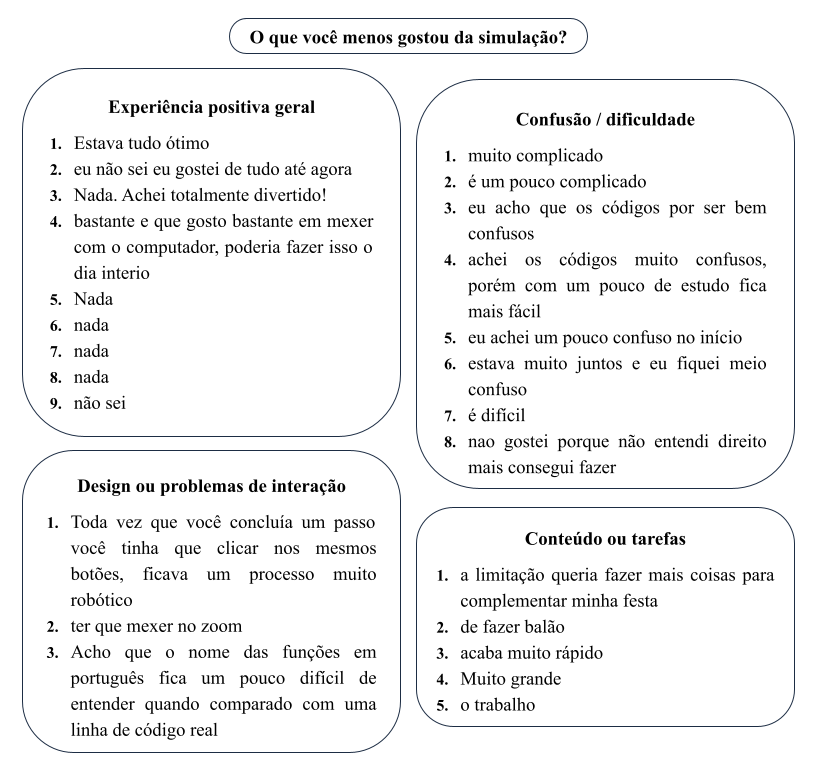 O que você menos gostou da simulação?
Experiência positiva geral
1. Estava tudo ótimo
2. eu não sei eu gostei de tudo até agora
3. Nada. Achei totalmente divertido!
4. bastante e que gosto bastante em mexer
com o computador, poderia fazer isso o
dia interio
5. Nada
6. nada
7. nada
8. nada
9. não sei
Confusão / dificuldade
1. muito complicado
2. é um pouco complicado
3. eu acho que os códigos por ser bem
confusos
4. achei os códigos muito confusos,
porém com um pouco de estudo fica
mais fácil
5. eu achei um pouco confuso no início
6. estava muito juntos e eu fiquei meio
confuso
7. é difícil
8. nao gostei porque não entendi direito
mais consegui fazer
Design ou problemas de interação
1. Toda vez que você concluía um passo
você tinha que clicar nos mesmos
botões, ficava um processo muito
robótico
2. ter que mexer no zoom
3. Acho que o nome das funções em
português fica um pouco difícil de
entender quando comparado com uma
linha de código real
Conteúdo ou tarefas
1. a limitação queria fazer mais coisas para
complementar minha festa
2. de fazer balão
3. acaba muito rápido
4. Muito grande
5. o trabalho